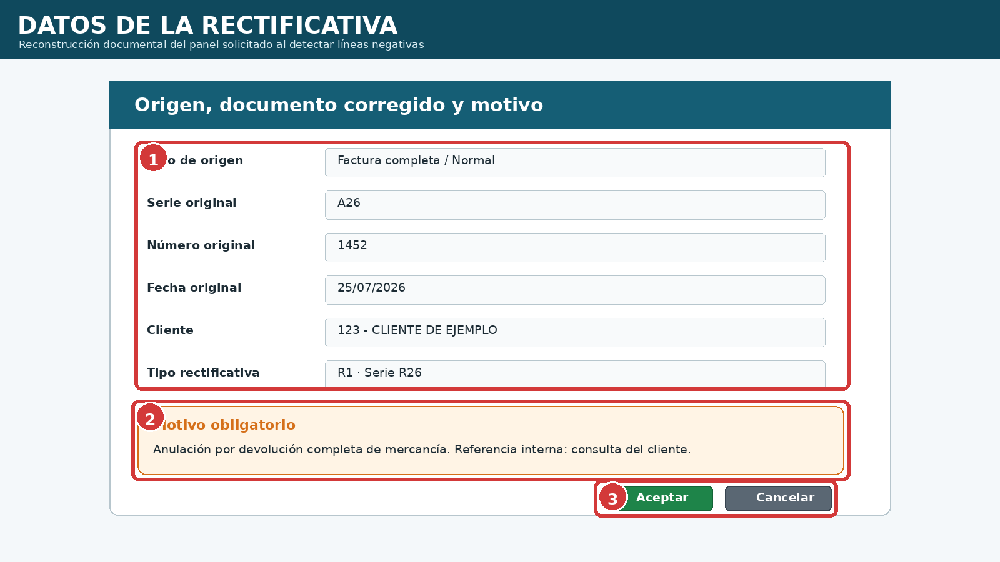 DATOS DE LA RECTIFICATIVA
Reconstrucción documental del panel solicitado al detectar líneas negativas
Origen, documento corregido y motivo
1
o de origen
Factura completa / Normal
Serie original
A26
Número original
1452
Fecha original
25/07/2026
Cliente
123 - CLIENTE DE EJEMPLO
Tipo rectificativa
R1 · Serie R26
2
otivo obligatorio
Anulación por devolución completa de mercancía. Referencia interna: consulta del cliente.
3
Aceptar
Cancelar